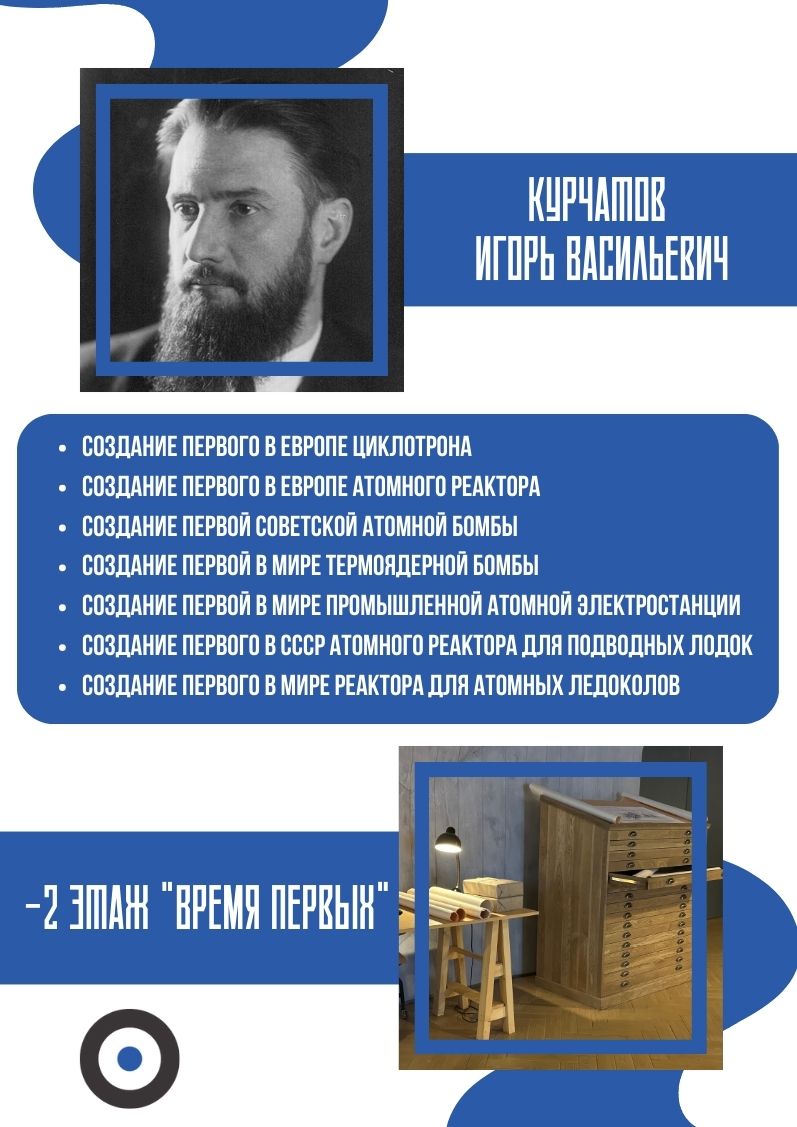 КУРЧАТОВ
ИГОРЬ ВАСИЛЬЕВИЧ
• СОЗДАНИЕ ПЕРВОГО В ЕВРОПЕ ЦИКЛОТРОНА
• СОЗДАНИЕ ПЕРВОГО В ЕВРОПЕ АТОМНОГО РЕАКТОРА
• СОЗДАНИЕ ПЕРВОЙ СОВЕТСКОЙ АТОМНОЙ БОМБЫ
• СОЗДАНИЕ ПЕРВОЙ В МИРЕ ТЕРМОЯДЕРНОЙ БОМБЫ
• СОЗДАНИЕ ПЕРВОЙ В МИРЕ ПРОМЫШЛЕННОЙ АТОМНОЙ ЭЛЕКТРОСТАНЦИИ
• СОЗДАНИЕ ПЕРВОГО В СССР АТОМНОГО РЕАКТОРА ДЛЯ ПОДВОДНЫХ ЛОДОК
• СОЗДАНИЕ ПЕРВОГО В МИРЕ РЕАКТОРА ДЛЯ АТОМНЫХ ЛЕДОКОЛОВ
-2 ЭТАЖ "ВРЕМЯ ПЕРВЫХ"